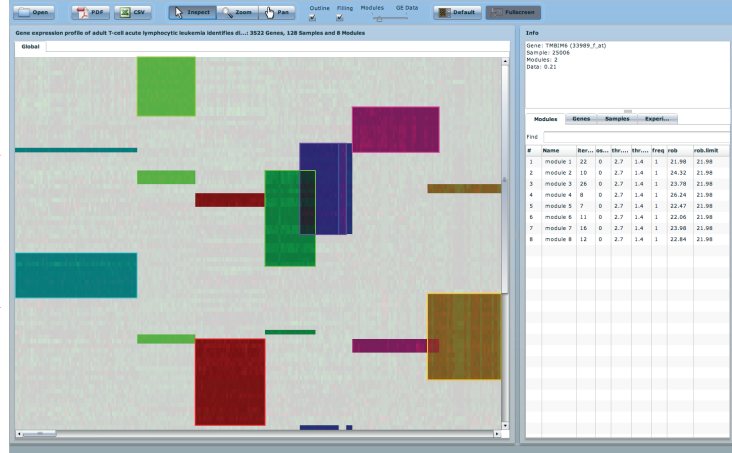 Open PDF CSV Inspect Zoom Pan Outline Filling Modules GE Data Default Fullscreen
Gene expression profile of adult T-cell acute lymphocytic leukemia identifies di...: 3522 Genes, 128 Samples and 8 Modules
Global
Info
Gene: TMBIM6 (33989_f_at)
Sample: 25006
Modules: 2
Data: 0.21
Modules Genes Samples Experi...
Find
# Name iter... os... thr.... thr.... freq rob rob.limit
1 module 1 22 0 2.7 1.4 1 21.98 21.98
2 module 2 10 0 2.7 1.4 1 24.32 21.98
3 module 3 26 0 2.7 1.4 1 23.78 21.98
4 module 4 8 0 2.7 1.4 1 26.24 21.98
5 module 5 7 0 2.7 1.4 1 22.47 21.98
6 module 6 11 0 2.7 1.4 1 22.06 21.98
7 module 7 16 0 2.7 1.4 1 23.98 21.98
8 module 8 12 0 2.7 1.4 1 22.84 21.98